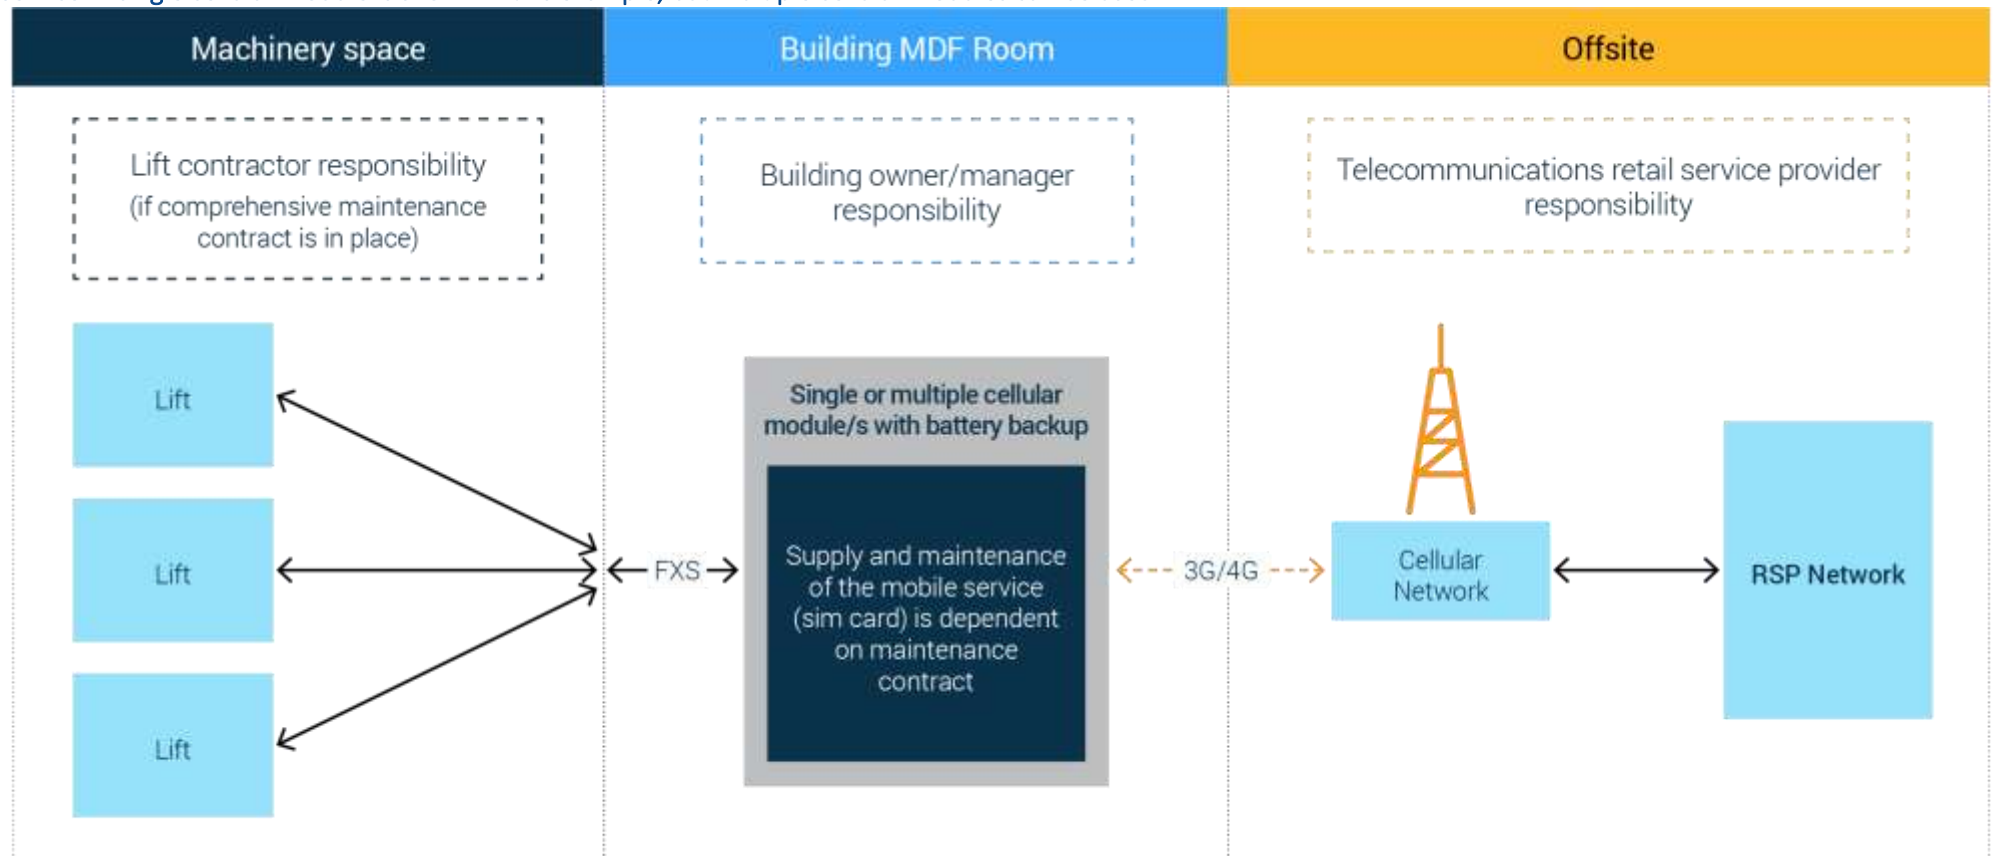 Machinery space
Building MDF Room
Offsite
Lift contractor responsibility
(if comprehensive maintenance
contract is in place)
Building owner/manager
responsibility
Telecommunications retail service provider
responsibility
Lift
Lift
Lift
FXS
Single or multiple cellular
module/s with battery backup
Supply and maintenance
of the mobile service
(sim card) is dependent
on maintenance
contract
3G/4G
Cellular
Network
RSP Network